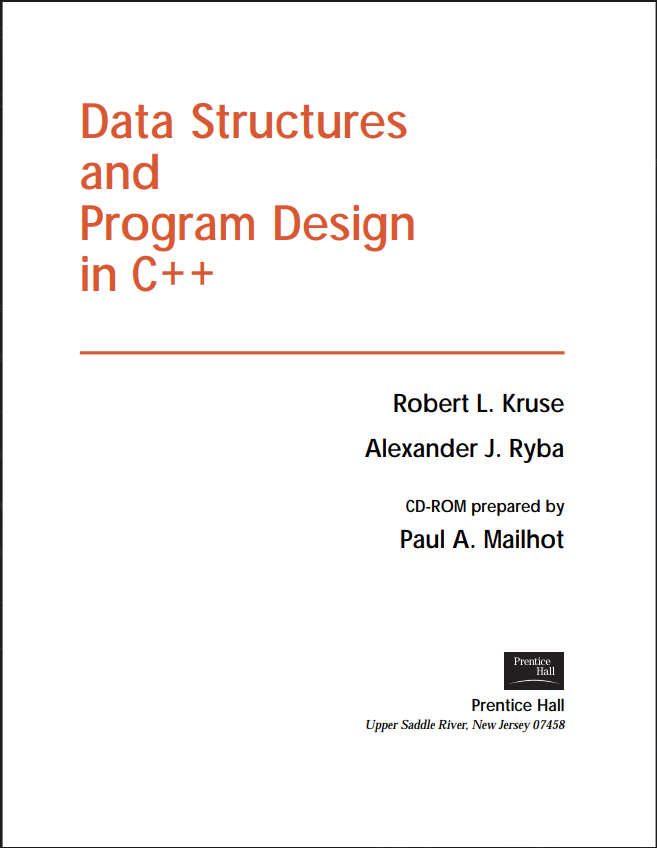 Data Structures
and
Program Design
in C++
Robert L. Kruse
Alexander J. Ryba
CD-ROM prepared by
Paul A. Mailhot
Prentice
Hall
Prentice Hall
Upper Saddle River, New Jersey 07458